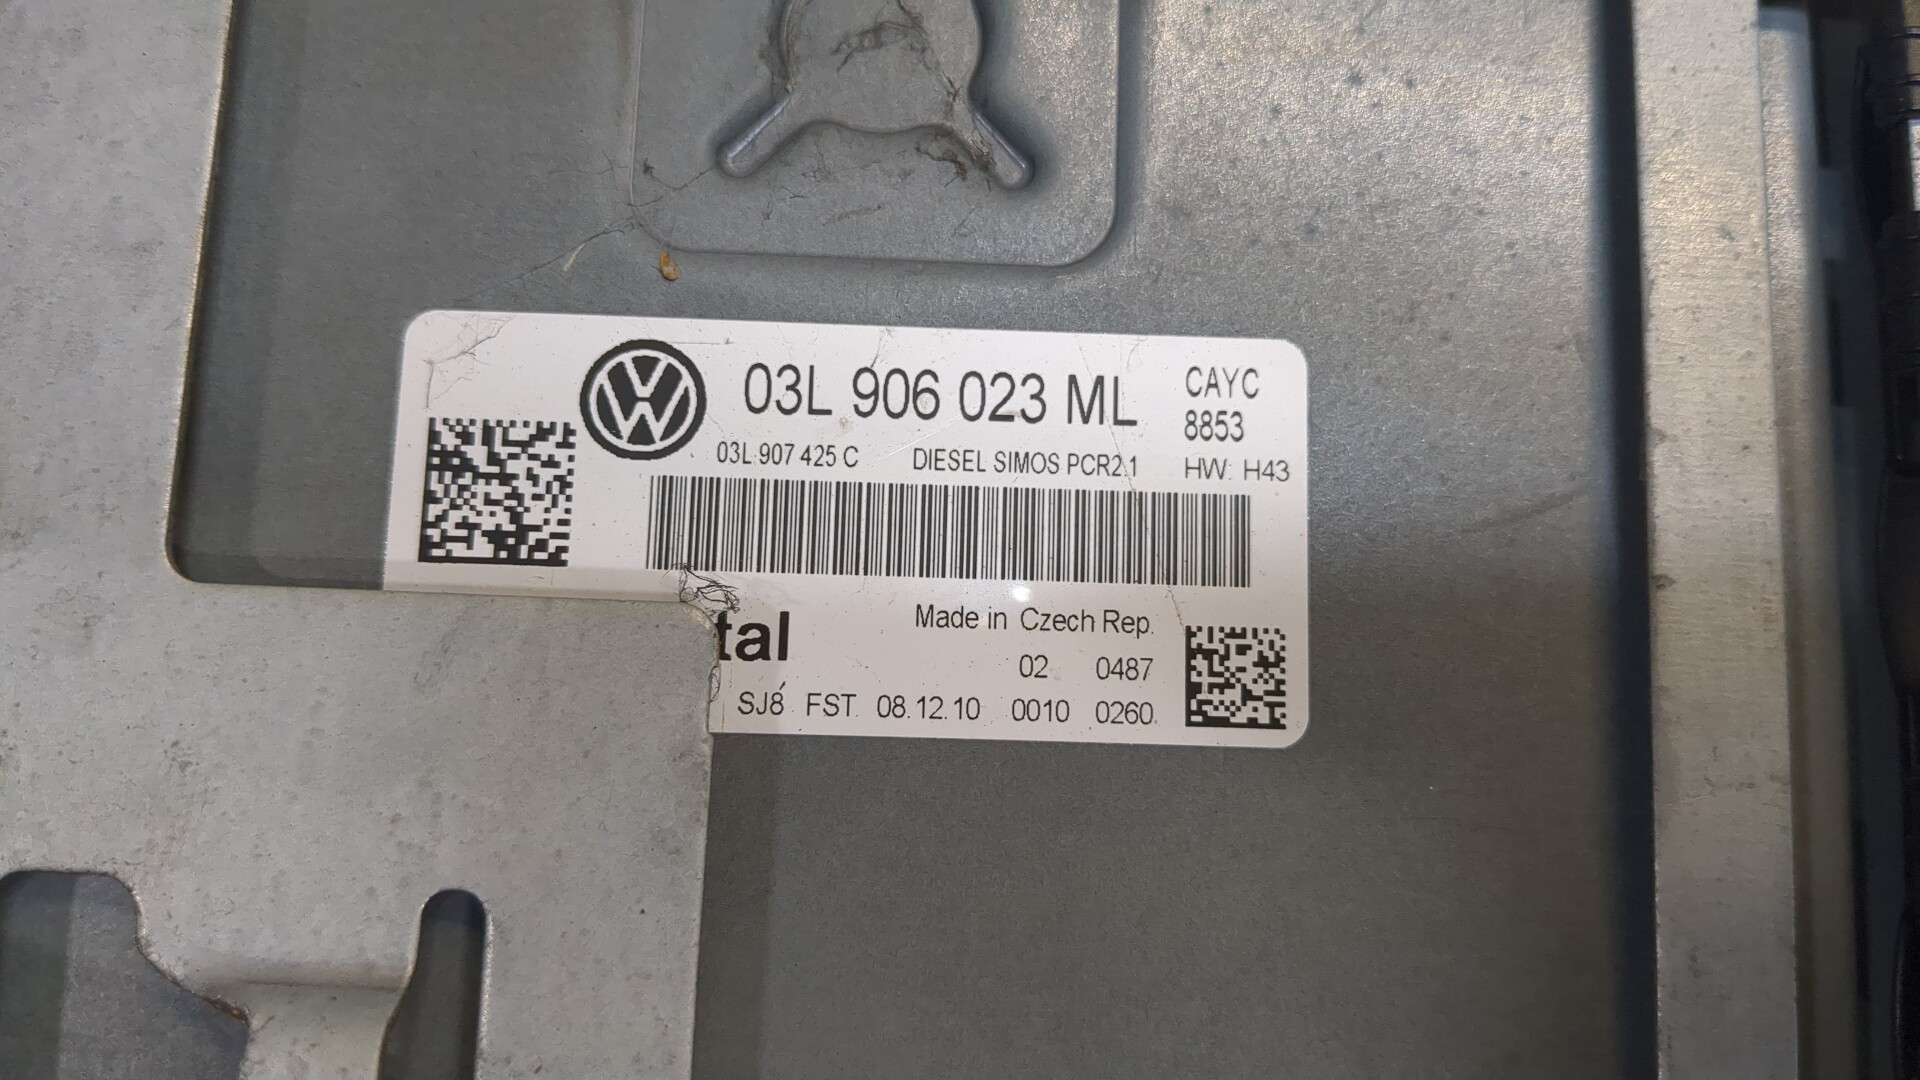 03L 906 023 ML
CAYC
8853
03L 907 425 C DIESEL SIMOS PCR2.1 HW: H43
Made in Czech Rep.
02 0487
SJ8 FST 08.12.10 0010 0260